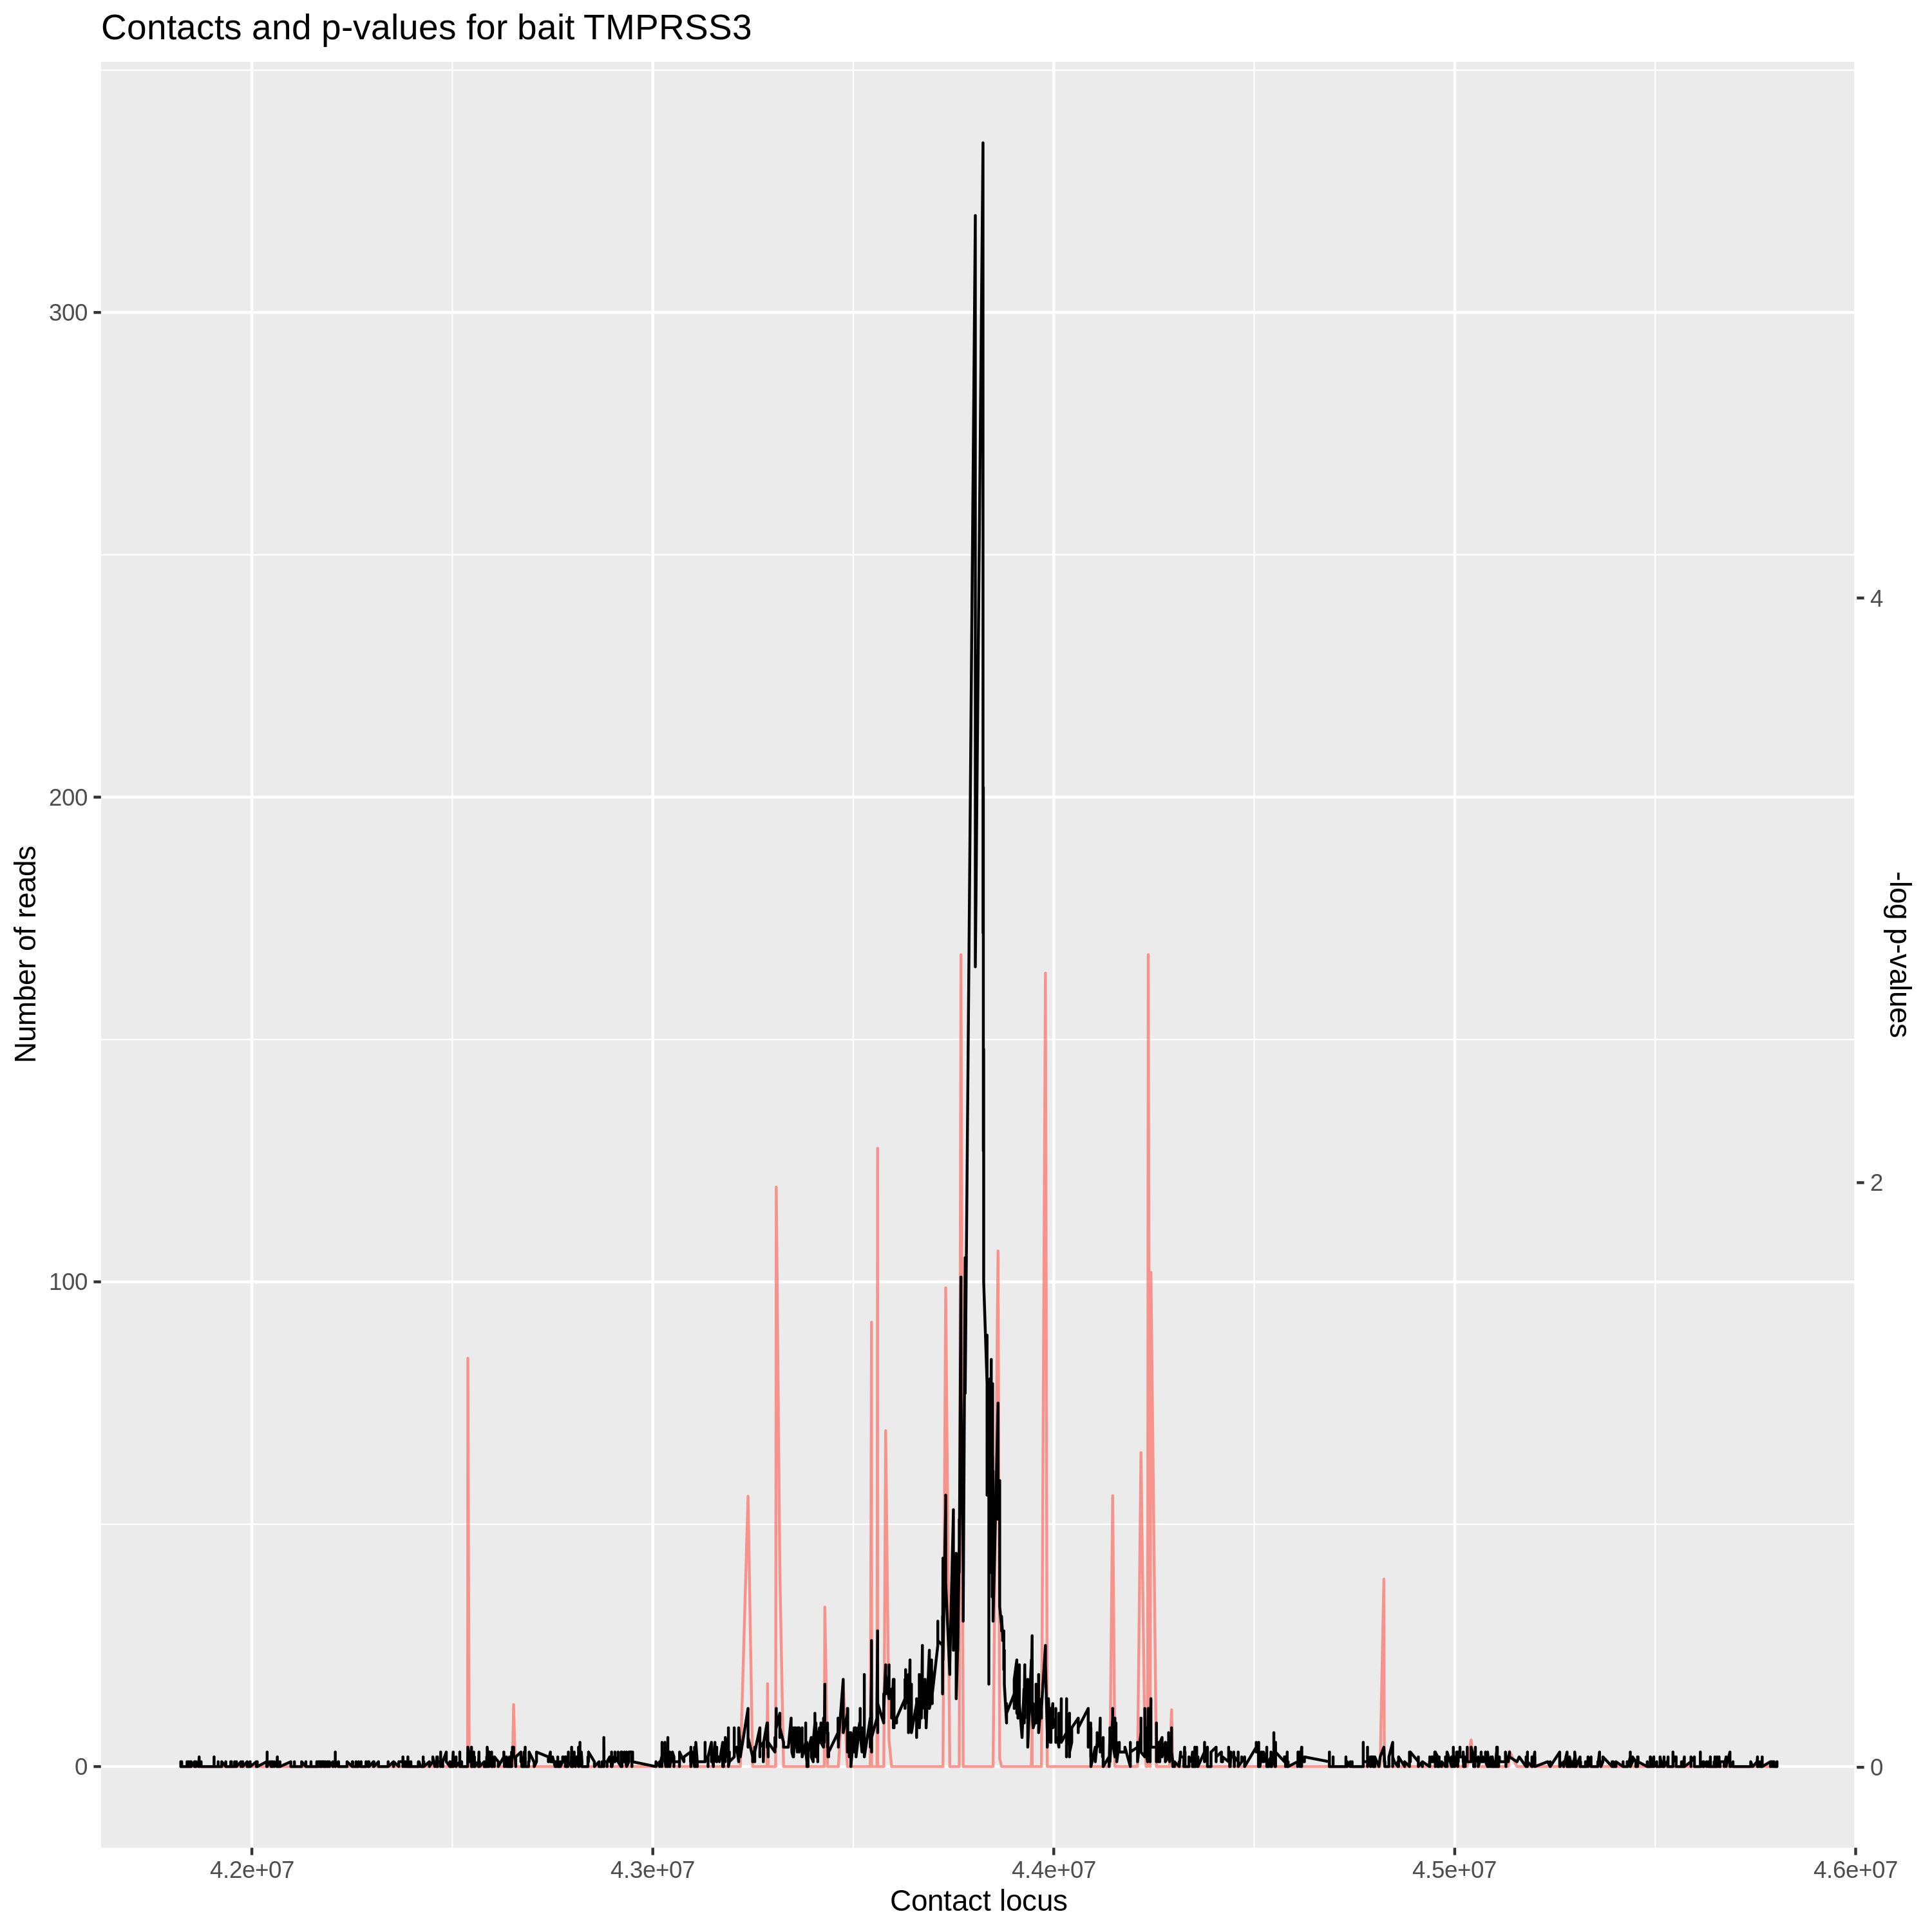 Contacts and p-values for bait TMPRSS3
Number of reads
300
200
100
0
4
2
0
-log p-values
4.2e+07
4.3e+07
4.4e+07
4.5e+07
4.6e+07
Contact locus